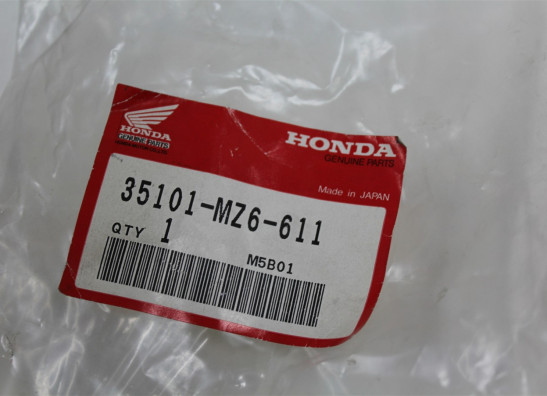 HONDA
GENUINE PARTS
HONDA
GENUINE PARTS
Made in JAPAN
35101-MZ6-611
QTY 1
M5B01